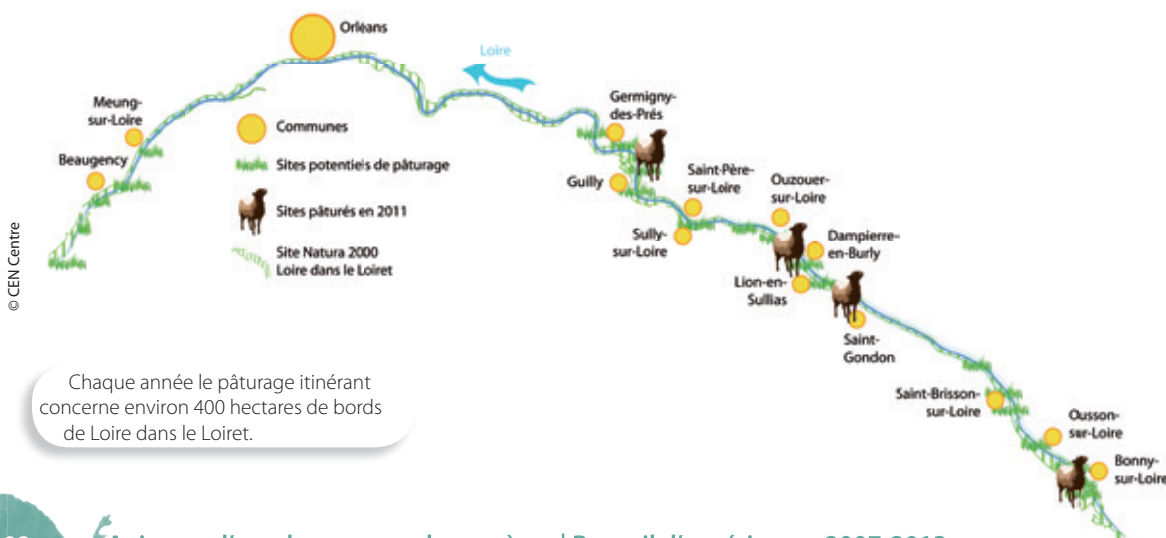 Orléans
Loire
Meung-
sur-Loire
Beaugency
Communes
Sites potentiels de pâturage
Sites pâturés en 2011
Site Natura 2000
Loire dans le Loiret
Germigny-
des-Prés
Guilly
Saint-Père-
sur-Loire
Sully-
sur-Loire
Ouzouer-
sur-Loire
Dampierre-
en-Burly
Lion-en-
Sullias
Saint-
Gondon
Saint-Brisson-
sur-Loire
Ousson-
sur-Loire
Bonny-
sur-Loire
© CEN Centre
Chaque année le pâturage itinérant
concerne environ 400 hectares de bords
de Loire dans le Loiret.